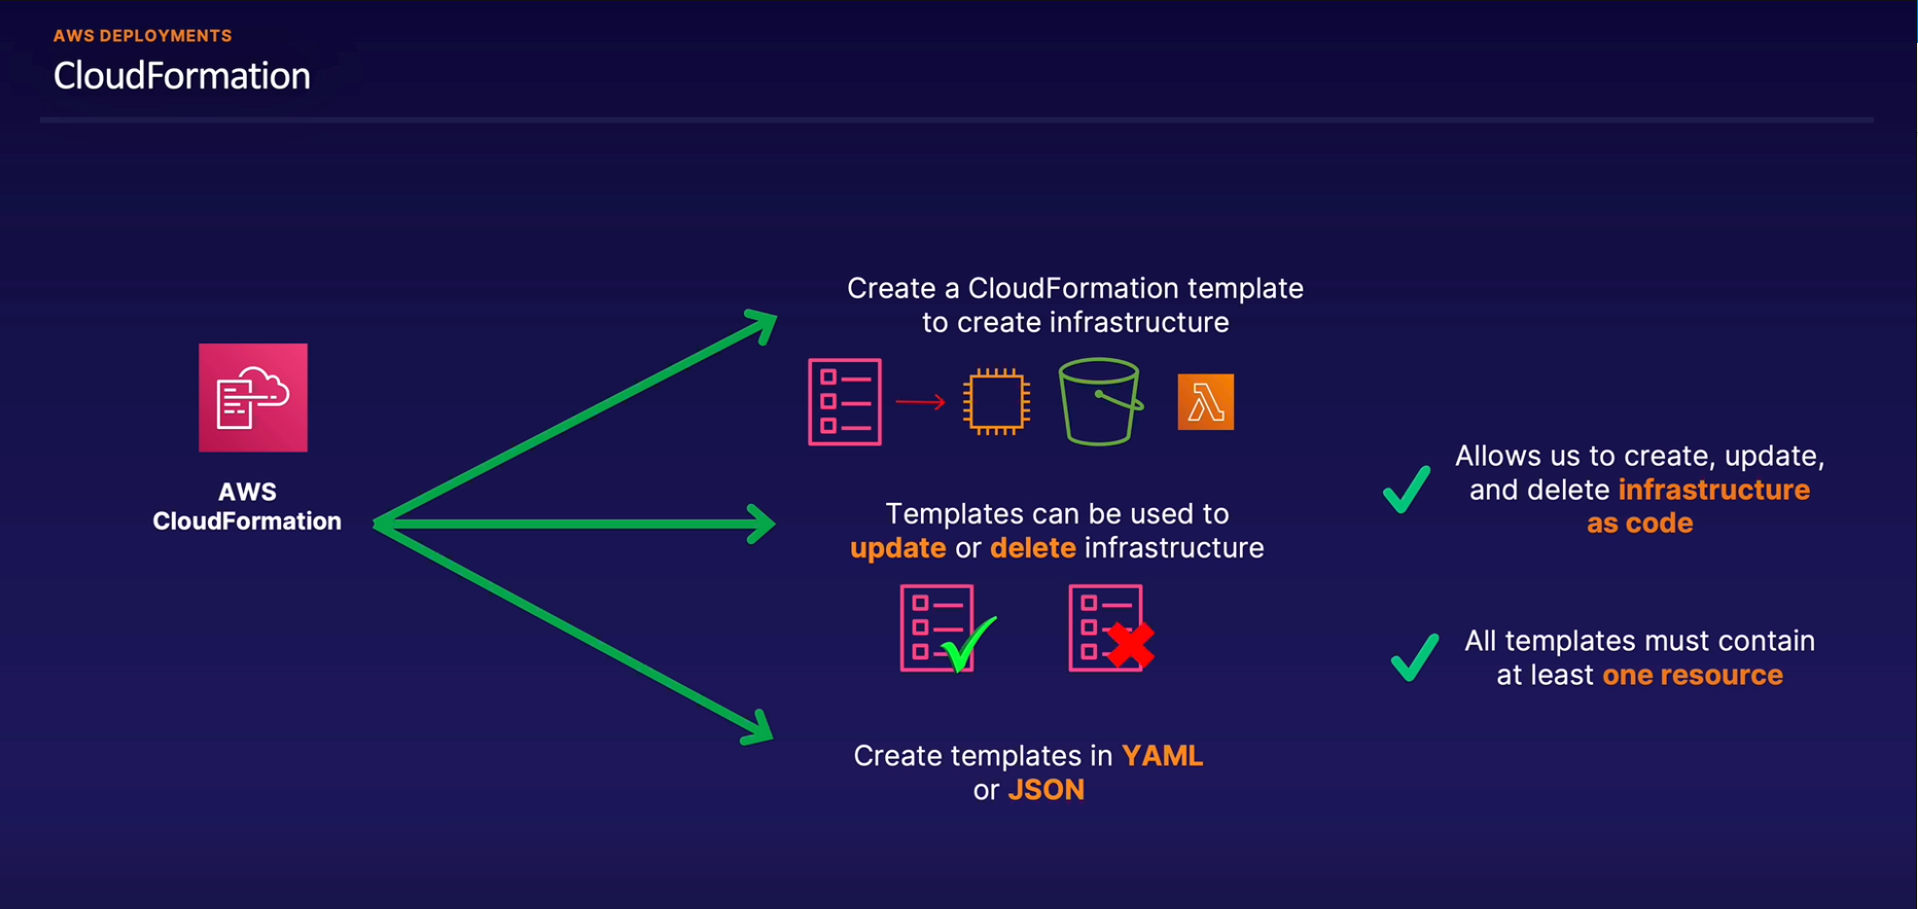 AWS DEPLOYMENTS
CloudFormation
AWS
CloudFormation
Create a CloudFormation template
to create infrastructure
Templates can be used to
update or delete infrastructure
Create templates in YAML
or JSON
Allows us to create, update,
and delete infrastructure
as code
All templates must contain
at least one resource